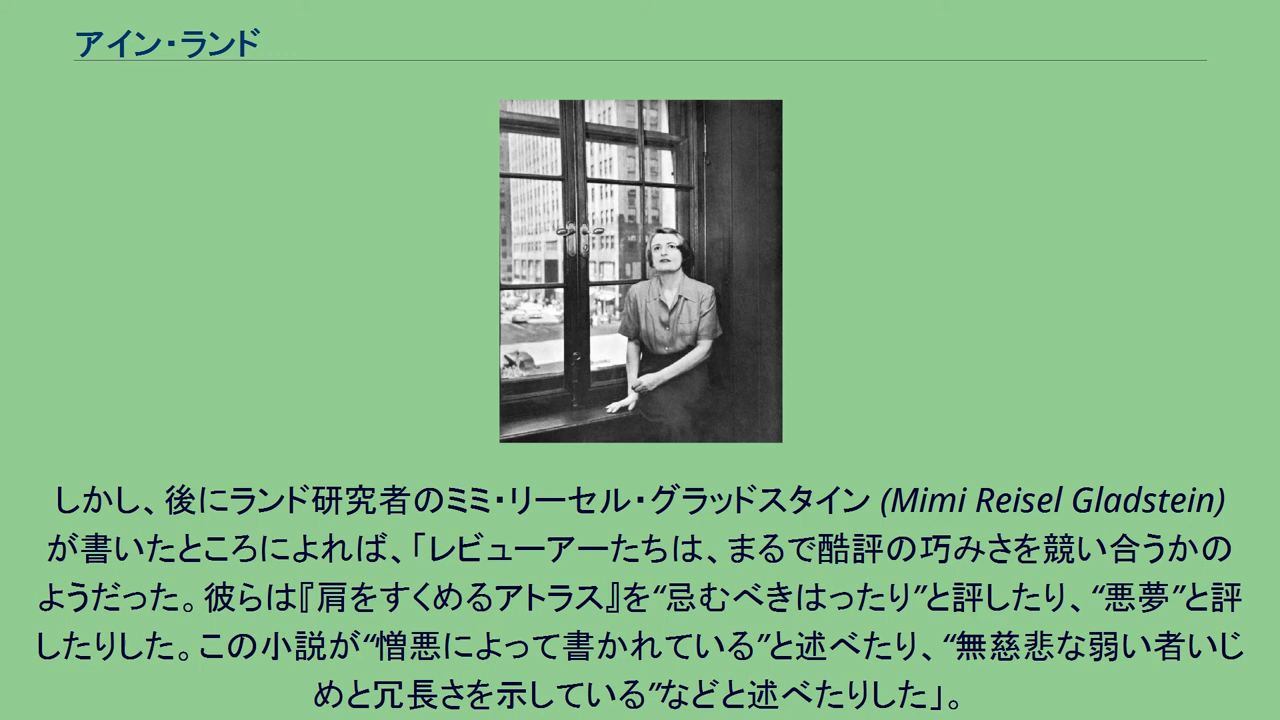 アイン・ランド
しかし、後にランド研究者のミミ・リーセル・グラッドスタイン (Mimi Reisel Gladstein)
が書いたところによれば、「レビューアーたちは、まるで酷評の巧みさを競い合うかの
ようだった。彼らは『肩をすくめるアトラス』を“忌むべきはったり”と評したり、“悪夢”と評
したりした。この小説が“憎悪によって書かれている”と述べたり、“無慈悲な弱い者いじ
めと冗長さを示している”などと述べたりした」。